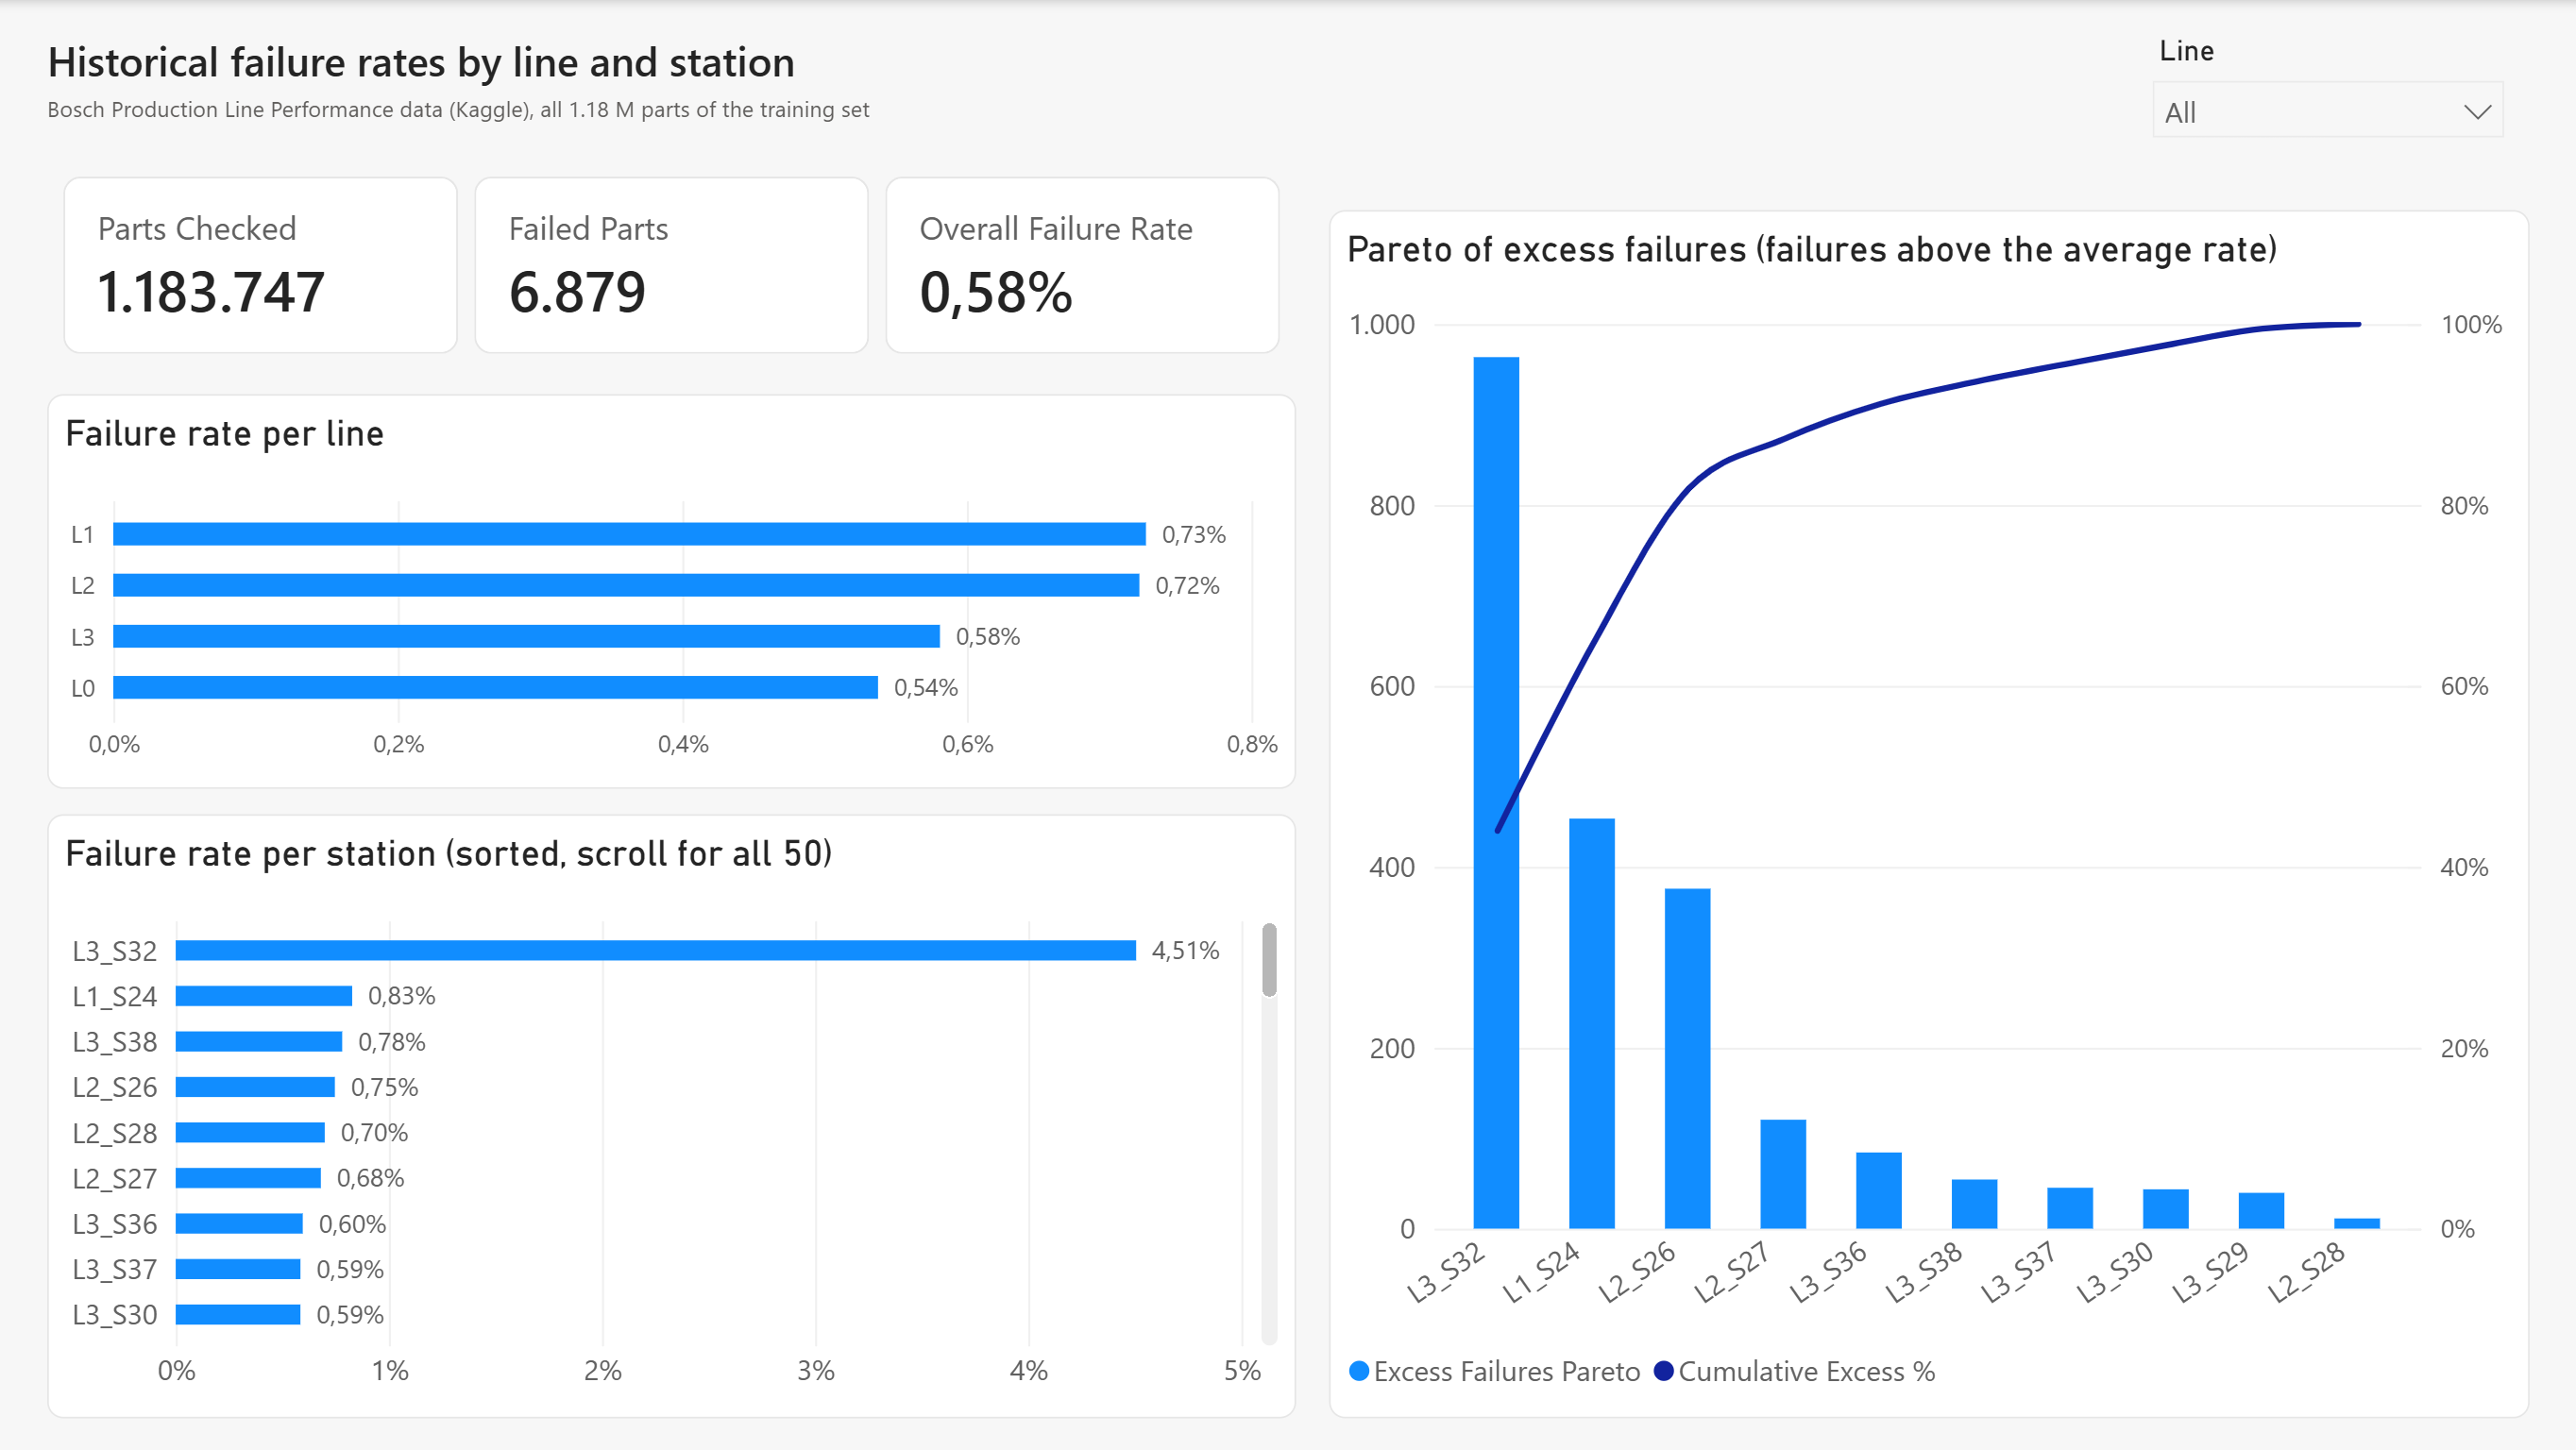 Historical failure rates by line and station
Bosch Production Line Performance data (Kaggle), all 1.18 M parts of the training set
Line
All
Parts Checked
1.183.747
Failed Parts
6.879
Overall Failure Rate
0,58%
Failure rate per line
L1
0,73%
L2
0,72%
L3
0,58%
L0
0,54%
0,0%
0,2%
0,4%
0,6%
0,8%
Failure rate per station (sorted, scroll for all 50)
L3_S32
4,51%
L1_S24
0,83%
L3_S38
0,78%
L2_S26
0,75%
L2_S28
0,70%
L2_S27
0,68%
L3_S36
0,60%
L3_S37
0,59%
L3_S30
0,59%
0%
1%
2%
3%
4%
5%
Pareto of excess failures (failures above the average rate)
1.000
800
600
400
200
0
100%
80%
60%
40%
20%
0%
L3_S32
L1_S24
L2_S26
L2_S27
L3_S36
L3_S38
L3_S37
L3_S30
L3_S29
L2_S28
Excess Failures Pareto
Cumulative Excess %